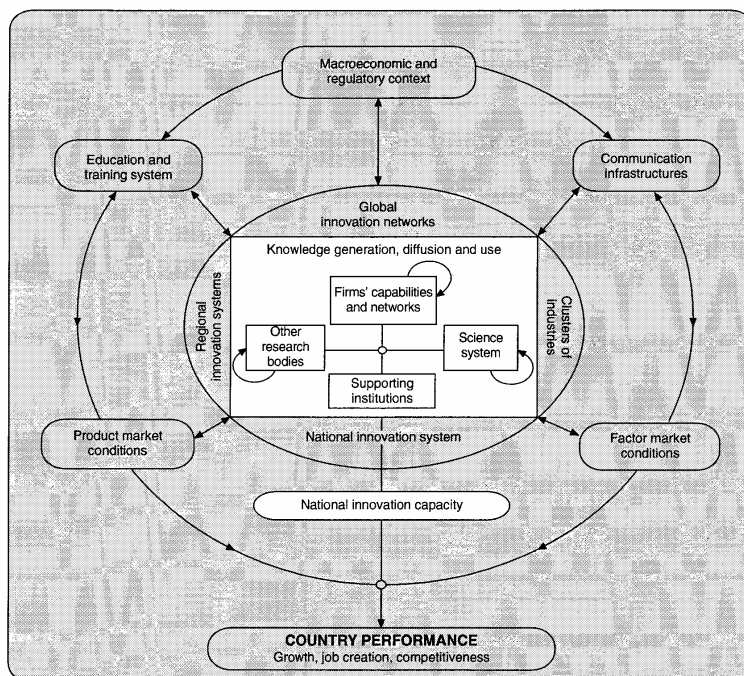 Macroeconomic and
regulatory context
Education and
training system
Communication
infrastructures
Global
innovation networks
Knowledge generation, diffusion and use
Firms' capabilities
and networks
Regional
innovation systems
Clusters of
industries
Other
research
bodies
Science
system
Supporting
institutions
Product market
conditions
National innovation system
Factor market
conditions
National innovation capacity
COUNTRY PERFORMANCE
Growth, job creation, competitiveness